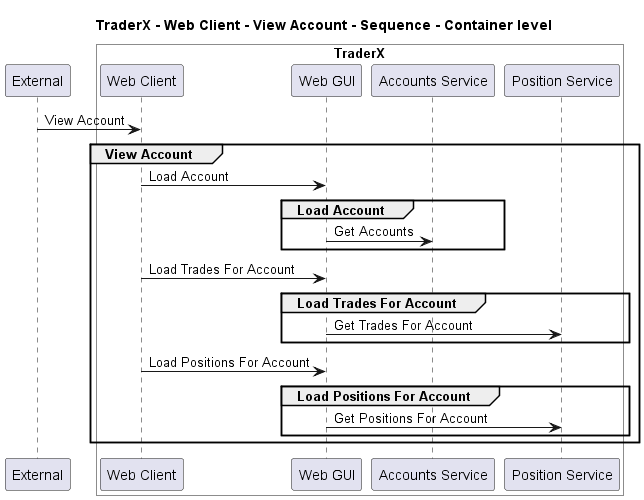 TraderX - Web Client - View Account - Sequence - Container level
TraderX
External
Web Client
Web GUI
Accounts Service
Position Service
View Account
View Account
Load Account
Load Account
Get Accounts
Load Trades For Account
Load Trades For Account
Get Trades For Account
Load Positions For Account
Load Positions For Account
Get Positions For Account
External
Web Client
Web GUI
Accounts Service
Position Service